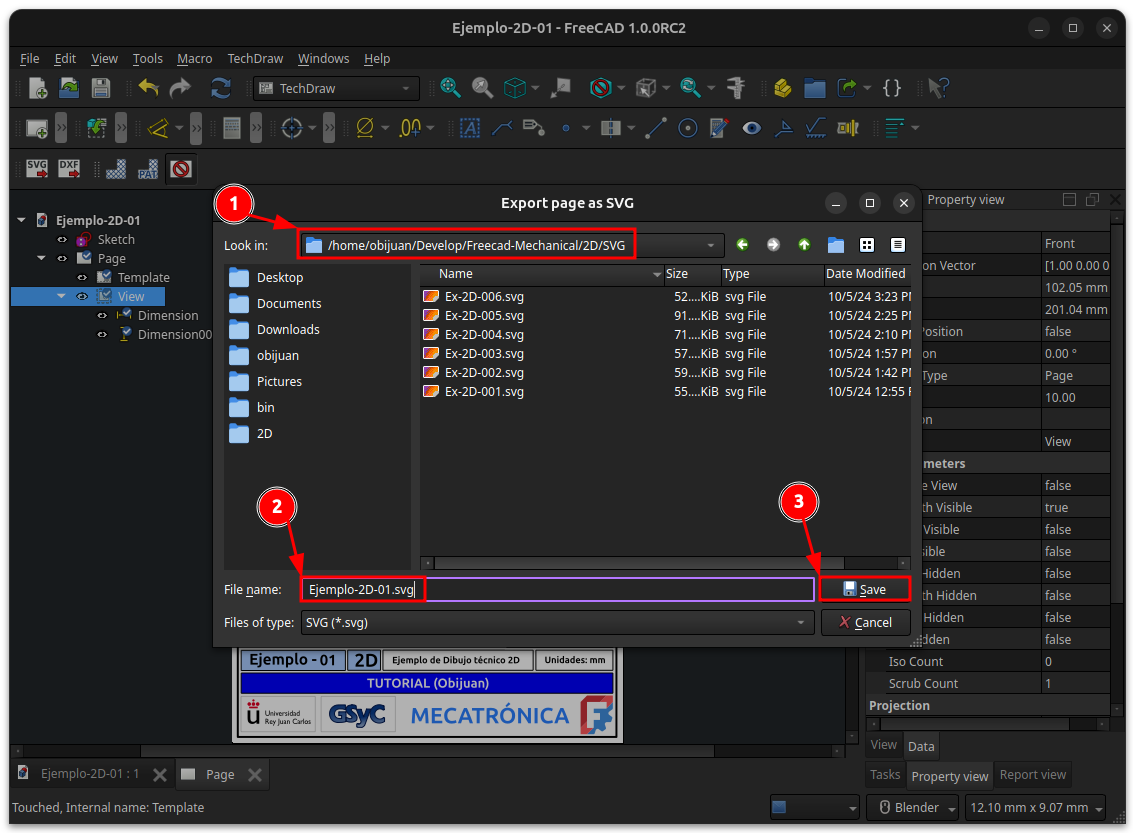 Ejemplo-2D-01 - FreeCAD 1.0.0RC2
File Edit View Tools Macro TechDraw Windows Help
TechDraw
SVG DXF PAT
1
Export page as SVG
Look in: /home/obijuan/Develop/Freecad-Mechanical/2D/SVG
Name Size Type Date Modified
Desktop
Documents
Downloads
obijuan
Pictures
bin
2D
Ex-2D-006.svg 52....KiB svg File 10/5/24 3:23 P
Ex-2D-005.svg 91....KiB svg File 10/5/24 2:25 P
Ex-2D-004.svg 71....KiB svg File 10/5/24 2:10 P
Ex-2D-003.svg 57....KiB svg File 10/5/24 1:57 P
Ex-2D-002.svg 59....KiB svg File 10/5/24 1:42 P
Ex-2D-001.svg 55....KiB svg File 10/5/24 12:55
2
3
File name: Ejemplo-2D-01.svg Save
Files of type: SVG (*.svg) Cancel
Ejemplo-2D-01
Sketch
Page
Template
View
Dimension
Dimension00
Property view
Front
on Vector [1.00 0.00 0
102.05 mm
201.04 mm
osition false
on 0.00 °
Type Page
10.00
on
View
meters
e View false
th Visible true
Visible false
sible false
Hidden false
th Hidden false
Hidden false
dden false
Iso Count 0
Scrub Count 1
Projection
View Data
Tasks Property view Report view
Ejemplo - 01 2D Ejemplo de Dibujo técnico 2D Unidades: mm
TUTORIAL (Obijuan)
Universidad
Rey Juan Carlos
GSyC
MECATRÓNICA
Ejemplo-2D-01 : 1 Page
Touched, Internal name: Template
Blender 12.10 mm x 9.07 mm